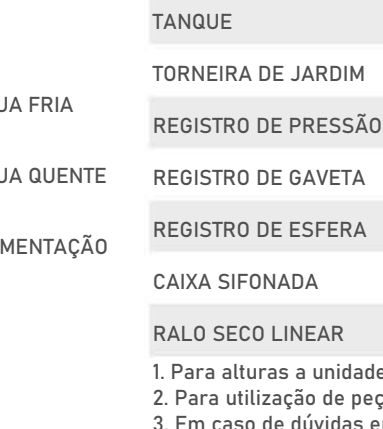 TANQUE
TORNEIRA DE JARDIM
UA FRIA
REGISTRO DE PRESSÃO
UA QUENTE
REGISTRO DE GAVETA
REGISTRO DE ESFERA
MENTAÇÃO
CAIXA SIFONADA
RALO SECO LINEAR
1. Para alturas a unidade
2. Para utilização de peç
3. Em caso de dúvidas e